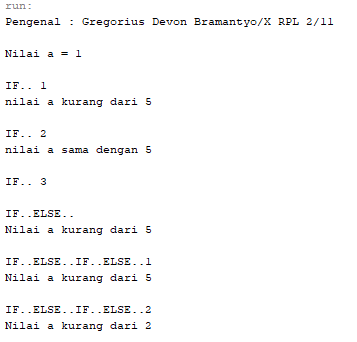 run:
Pengenal : Gregorius Devon Bramantyo/X RPL 2/11
Nilai a = 1
IF.. 1
nilai a kurang dari 5
IF.. 2
nilai a sama dengan 5
IF.. 3
IF..ELSE..
Nilai a kurang dari 5
IF..ELSE..IF..ELSE..1
Nilai a kurang dari 5
IF..ELSE..IF..ELSE..2
Nilai a kurang dari 2